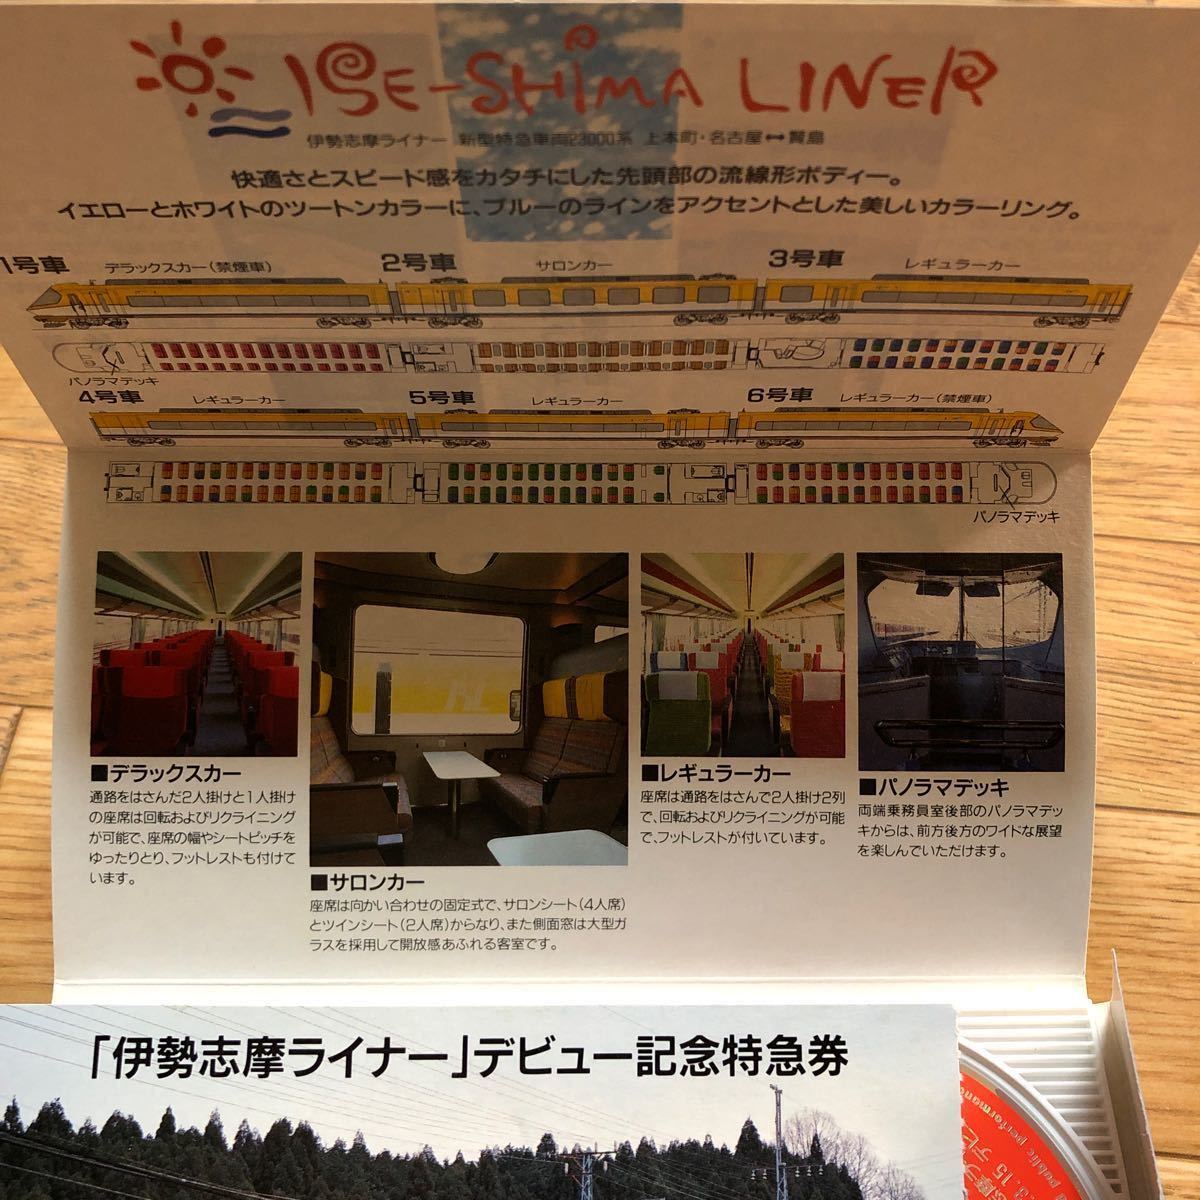 ISE-SHIMA LINER
伊勢志摩ライナー 新型特急車両23000系 上本町・名古屋↔賢島
快適さとスピード感をカタチにした先頭部の流線形ボディー。
イエローとホワイトのツートンカラーに、ブルーのラインをアクセントとした美しいカラーリング。
1号車 デラックスカー(禁煙車) 2号車 サロンカー 3号車 レギュラーカー
パノラマデッキ
4号車 レギュラーカー 5号車 レギュラーカー 6号車 レギュラーカー(禁煙車)
パノラマデッキ
■デラックスカー
通路をはさんだ2人掛けと1人掛け
の座席は回転およびリクライニング
が可能で、座席の幅やシートピッチを
ゆったりとり、フットレストも付けて
います。
■サロンカー
座席は向かい合わせの固定式で、サロンシート(4人席)
とツインシート(2人席)からなり、また側面窓は大型ガ
ラスを採用して開放感あふれる客室です。
■レギュラーカー
座席は通路をはさんで2人掛け2列
で、回転およびリクライニングが可能
で、フットレストが付いています。
■パノラマデッキ
両端乗務員室後部のパノラマデッ
キからは、前方後方のワイドな展望
を楽しんでいただけます。
「伊勢志摩ライナー」デビュー記念特急券
public performance